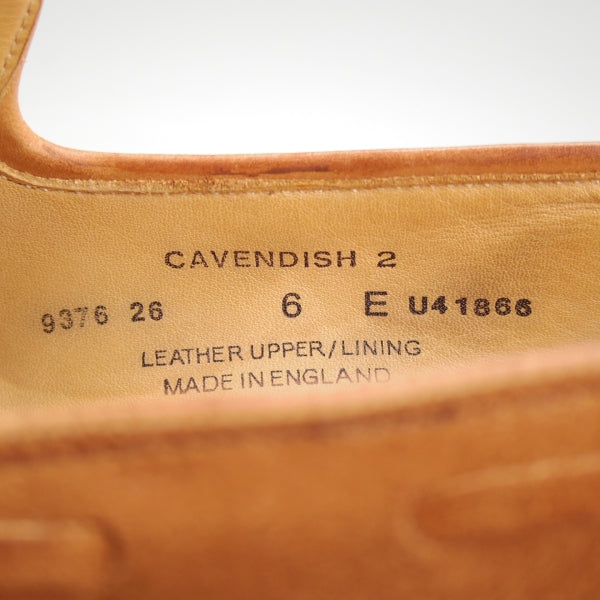 CAVENDISH 2
9376 26 6 E U41866
LEATHER UPPER/LINING
MADE IN ENGLAND